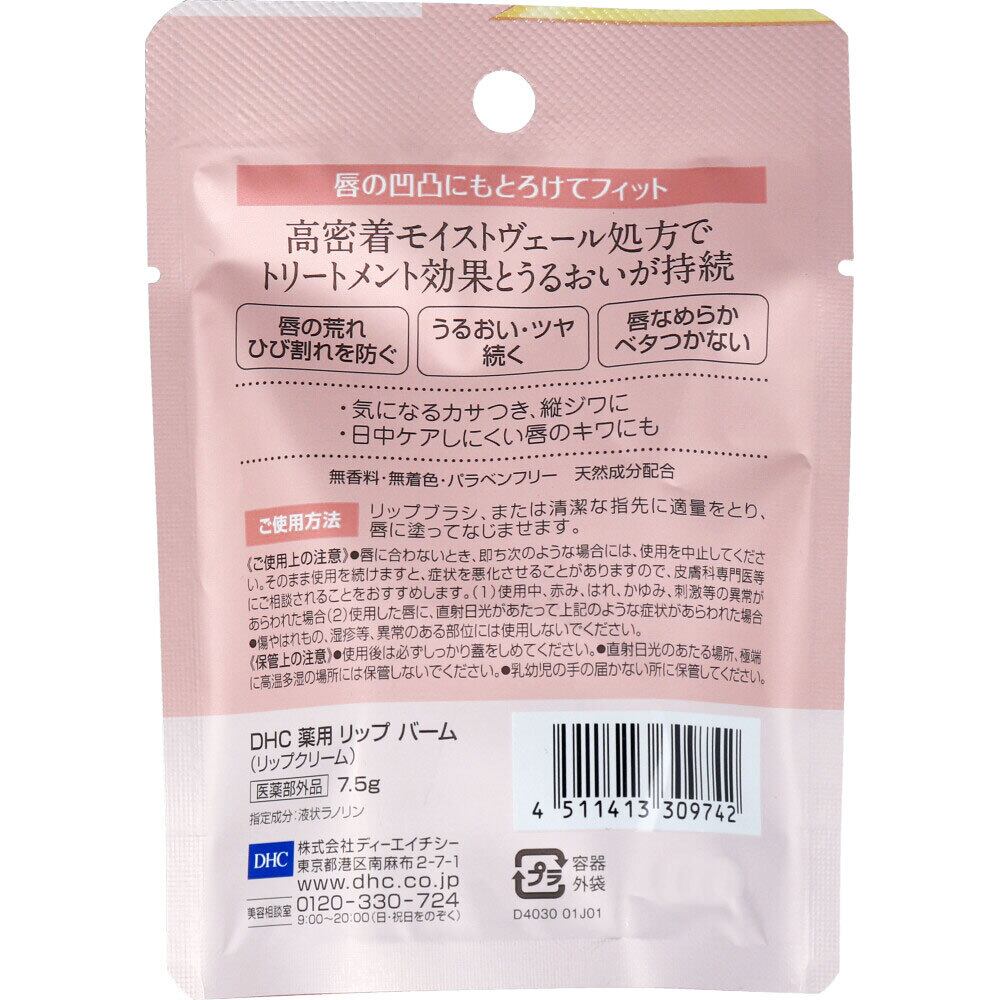 唇の凹凸にもとろけてフィット
高密着モイストヴェール処方で
トリートメント効果とうるおいが持続
唇の荒れ
ひび割れを防ぐ
うるおい・ツヤ
続く
唇なめらか
ベタつかない
・気になるカサつき、縦ジワに
・日中ケアしにくい唇のキワにも
無香料・無着色・パラベンフリー 天然成分配合
ご使用方法
リップブラシ、または清潔な指先に適量をとり、
唇に塗ってなじませます。
《ご使用上の注意》●唇に合わないとき、即ち次のような場合には、使用を中止してくださ
い。そのまま使用を続けますと、症状を悪化させることがありますので、皮膚科専門医等
にご相談されることをおすすめします。(1)使用中、赤み、はれ、かゆみ、刺激等の異常が
あらわれた場合(2)使用した唇に、直射日光があたって上記のような症状があらわれた場合
●傷やはれもの、湿疹等、異常のある部位には使用しないでください。
《保管上の注意》●使用後は必ずしっかり蓋をしめてください。●直射日光のあたる場所、極端
に高温多湿の場所には保管しないでください。●乳幼児の手の届かない所に保管してください。
DHC 薬用 リップ バーム
(リップクリーム)
医薬部外品 7.5g
指定成分:液状ラノリン
4 511413 309742
DHC
株式会社ディーエイチシー
東京都港区南麻布2-7-1
www.dhc.co.jp
美容相談室 0120-330-724
9:00〜20:00(日・祝日をのぞく)
プラ
容器
外袋
D4030 01J01